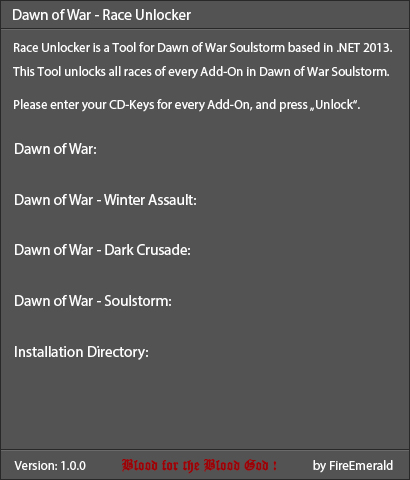 Dawn of War - Race Unlocker
Race Unlocker is a Tool for Dawn of War Soulstorm based in .NET 2013.
This Tool unlocks all races of every Add-On in Dawn of War Soulstorm.
Please enter your CD-Keys for every Add-On, and press „Unlock“.
Dawn of War:
Dawn of War - Winter Assault:
Dawn of War - Dark Crusade:
Dawn of War - Soulstorm:
Installation Directory:
Version: 1.0.0 Blood for the Blood God ! by FireEmerald